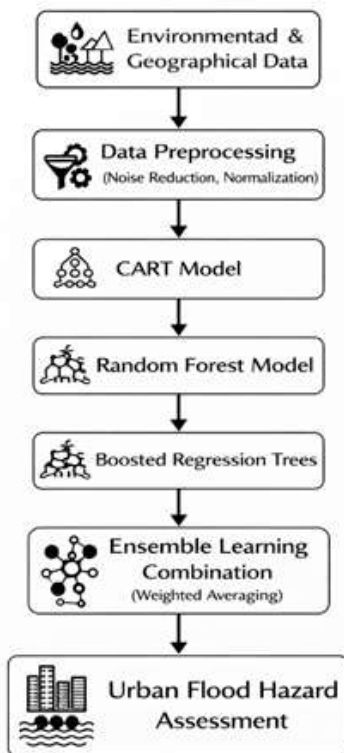 Environmentad &
Geographical Data
Data Preprocessing
(Noise Reduction, Normalization)
CART Model
Random Forest Model
Boosted Regression Trees
Ensemble Learning
Combination
(Weighted Averaging)
Urban Flood Hazard
Assessment